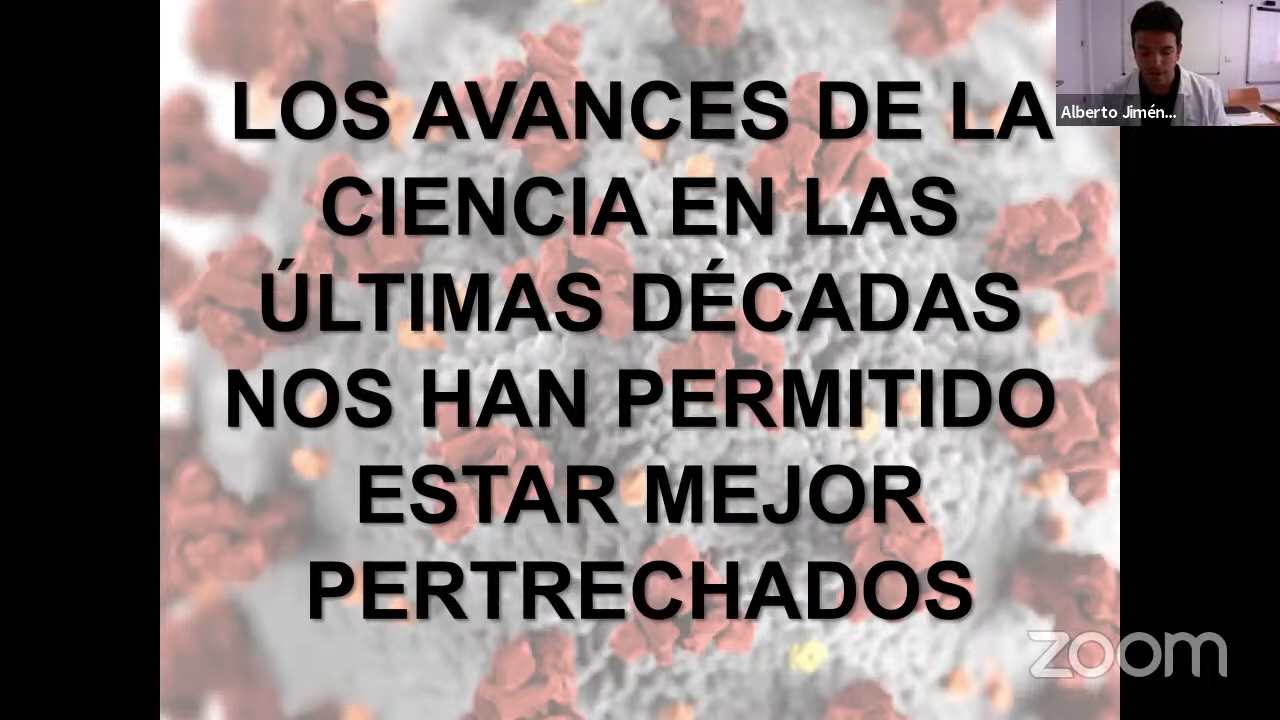 LOS AVANCES DE LA
CIENCIA EN LAS
ÚLTIMAS DÉCADAS
NOS HAN PERMITIDO
ESTAR MEJOR
PERTRECHADOS
Alberto Jimén...
zoom